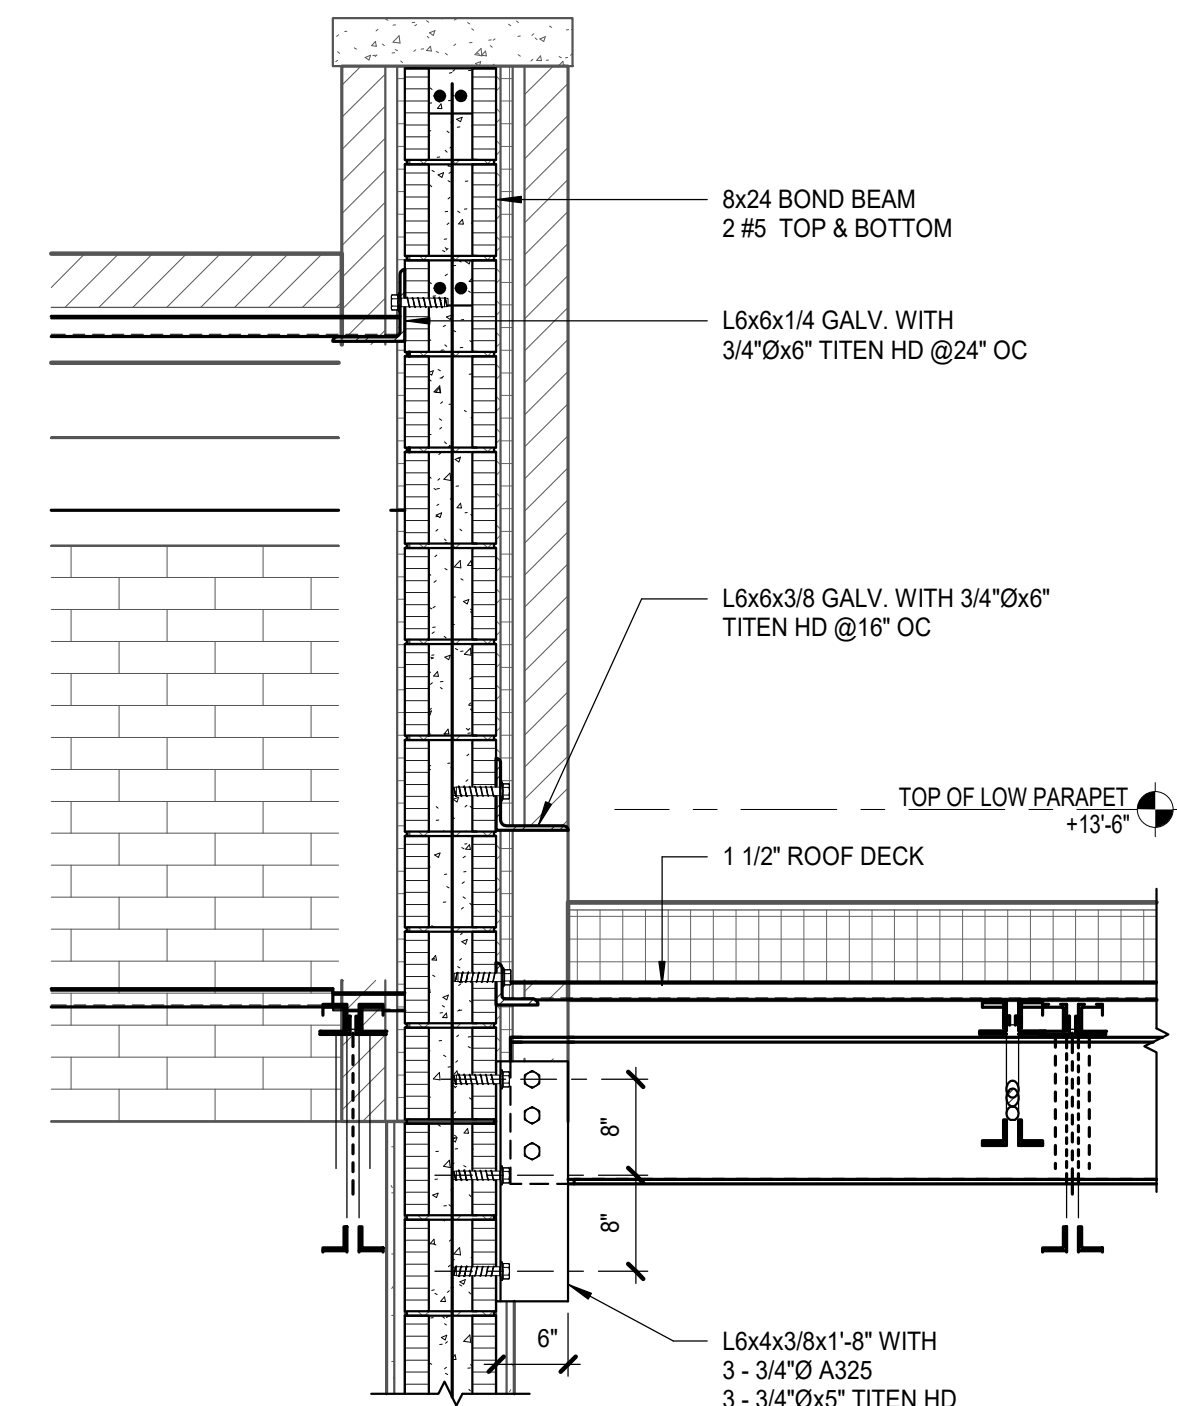 8x24 BOND BEAM
2 #5 TOP & BOTTOM
L6x6x1/4 GALV. WITH
3/4"Øx6" TITEN HD @24" OC
L6x6x3/8 GALV. WITH 3/4"Øx6"
TITEN HD @16" OC
TOP OF LOW PARAPET
+13'-6"
1 1/2" ROOF DECK
8"
8"
6"
L6x4x3/8x1'-8" WITH
3 - 3/4"Ø A325
3 - 3/4"Øx5" TITEN HD